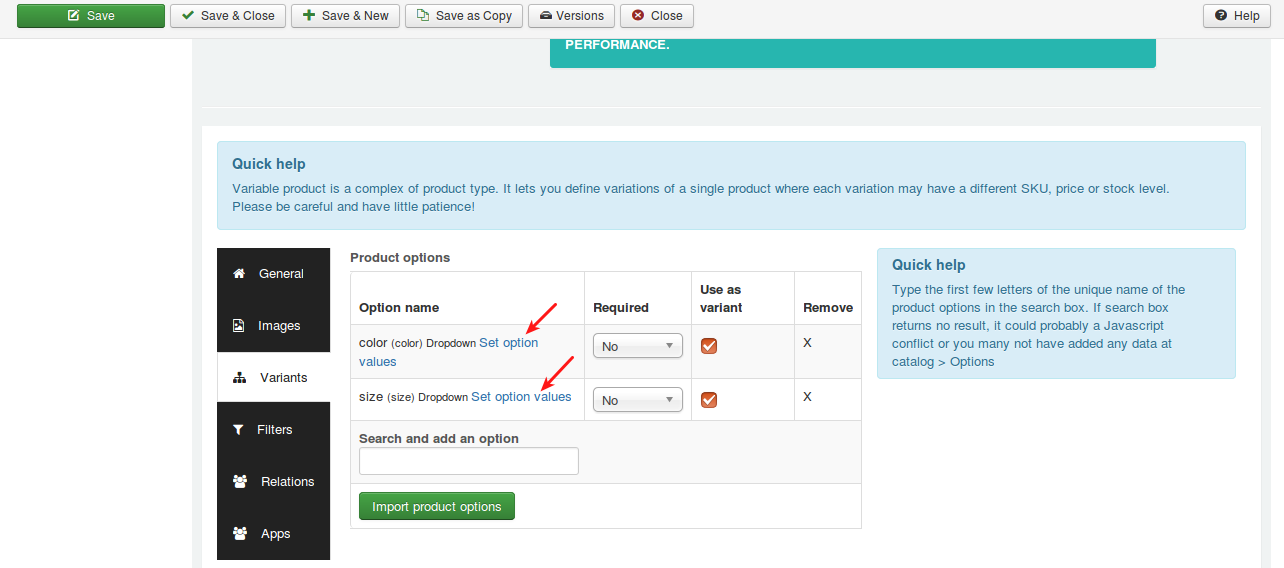 Save
Save & Close
Save & New
Save as Copy
Versions
Close
Help
PERFORMANCE.
Quick help
Variable product is a complex of product type. It lets you define variations of a single product where each variation may have a different SKU, price or stock level.
Please be careful and have little patience!
General
Images
Variants
Filters
Relations
Apps
Product options
Option name
Required
Use as
variant
Remove
color (color) Dropdown Set option
values
No
X
size (size) Dropdown Set option values
No
X
Search and add an option
Import product options
Quick help
Type the first few letters of the unique name of the
product options in the search box. If search box
returns no result, it could probably a Javascript
conflict or you many not have added any data at
catalog > Options